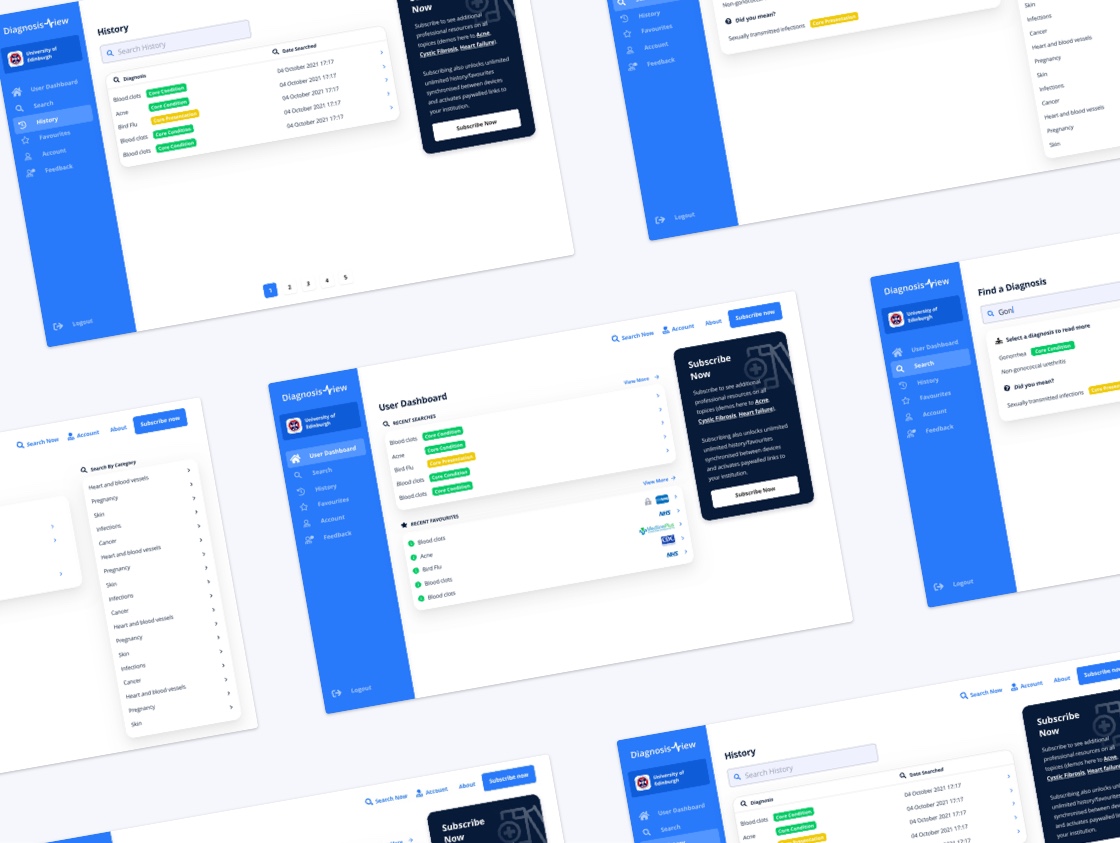 DiagnosisView
University of
Edinburgh
User Dashboard
Search
History
Favourites
Account
Feedback
Logout
History
Search History
Diagnosis
Date Searched
Blood clots Core Condition
04 October 2021 17:17
Acne Core Condition
04 October 2021 17:17
Bird Flu Core Presentation
04 October 2021 17:17
Blood clots Core Condition
04 October 2021 17:17
Blood clots Core Condition
04 October 2021 17:17
1 2 3 4 5
Now
Subscribe to see additional
professional resources on all
topics (demos here to Acne,
Cystic Fibrosis, Heart failure).
Subscribing also unlocks unlimited
unlimited history/favourites
synchronised between devices
and activates paywalled links to
your institution.
Subscribe Now
History
Favourites
Account
Feedback
Logout
Did you mean?
Sexually transmitted infections Core Presentation
Infections
Cancer
Heart and blood vessels
Pregnancy
Skin
Infections
Cancer
Heart and blood vessels
Pregnancy
Skin
Search Now
Account
About
Subscribe now
Search By Category
Heart and blood vessels
Pregnancy
Skin
Infections
Cancer
Heart and blood vessels
Pregnancy
Skin
Infections
Cancer
Heart and blood vessels
Pregnancy
Skin
Infections
Cancer
Heart and blood vessels
Pregnancy
Skin
DiagnosisView
University of
Edinburgh
User Dashboard
Search
History
Favourites
Account
Feedback
Logout
Search Now
Account
About
Subscribe now
User Dashboard
RECENT SEARCHES
View More
Blood clots Core Condition
Acne Core Condition
Bird Flu Core Presentation
Blood clots Core Condition
Blood clots Core Condition
RECENT FAVOURITES
View More
Blood clots
Acne
NHS
Bird Flu
MedlinePlus
Blood clots
CDC
Blood clots
NHS
Subscribe
Now
Subscribe to see additional
professional resources on all
topics (demos here to Acne,
Cystic Fibrosis, Heart failure).
Subscribing also unlocks unlimited
unlimited history/favourites
synchronised between devices
and activates paywalled links to
your institution.
Subscribe Now
DiagnosisView
University of
Edinburgh
User Dashboard
Search
History
Favourites
Account
Feedback
Logout
Find a Diagnosis
Gon
Select a diagnosis to read more
Gonorrhea Core Condition
Non-gonococcal urethritis
Did you mean?
Sexually transmitted infections
Search Now
Account
About
Subscribe now
Subscribe
Now
DiagnosisView
University of
Edinburgh
User Dashboard
Search
History
Search History
Diagnosis
Date Searched
Blood clots Core Condition
04 October 2021 17:17
Acne Core Condition
04 October 2021 17:17
04 October 2021 17:17
04 October 2021 17:17
Search Now
Account
About
Subscribe now
Subscribe
Now
Subscribe to see additional
professional resources on all
topics (demos here to Acne,
Cystic Fibrosis, Heart failure
Subscribing also unlocks
unlimited history/favourites
synchronised between
and activates paywalled
your institution.